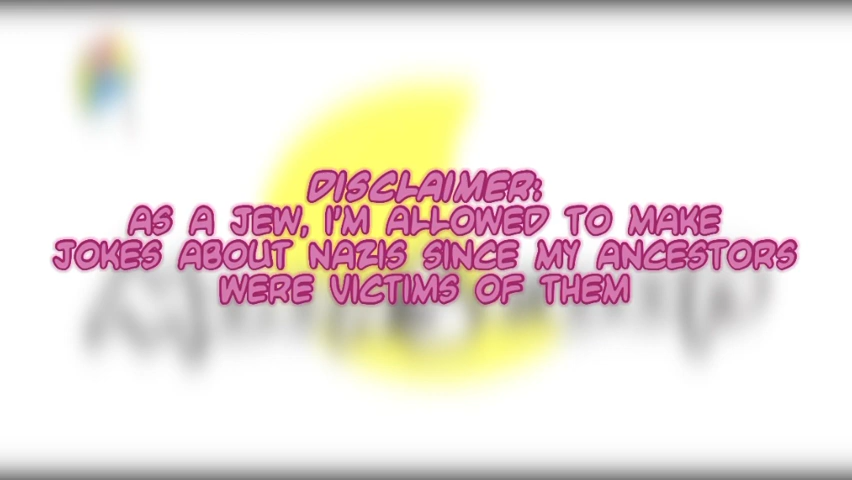 DISCLAIMER:
AS A JEW, I'M ALLOWED TO MAKE
JOKES ABOUT NAZIS SINCE MY ANCESTORS
WERE VICTIMS OF THEM